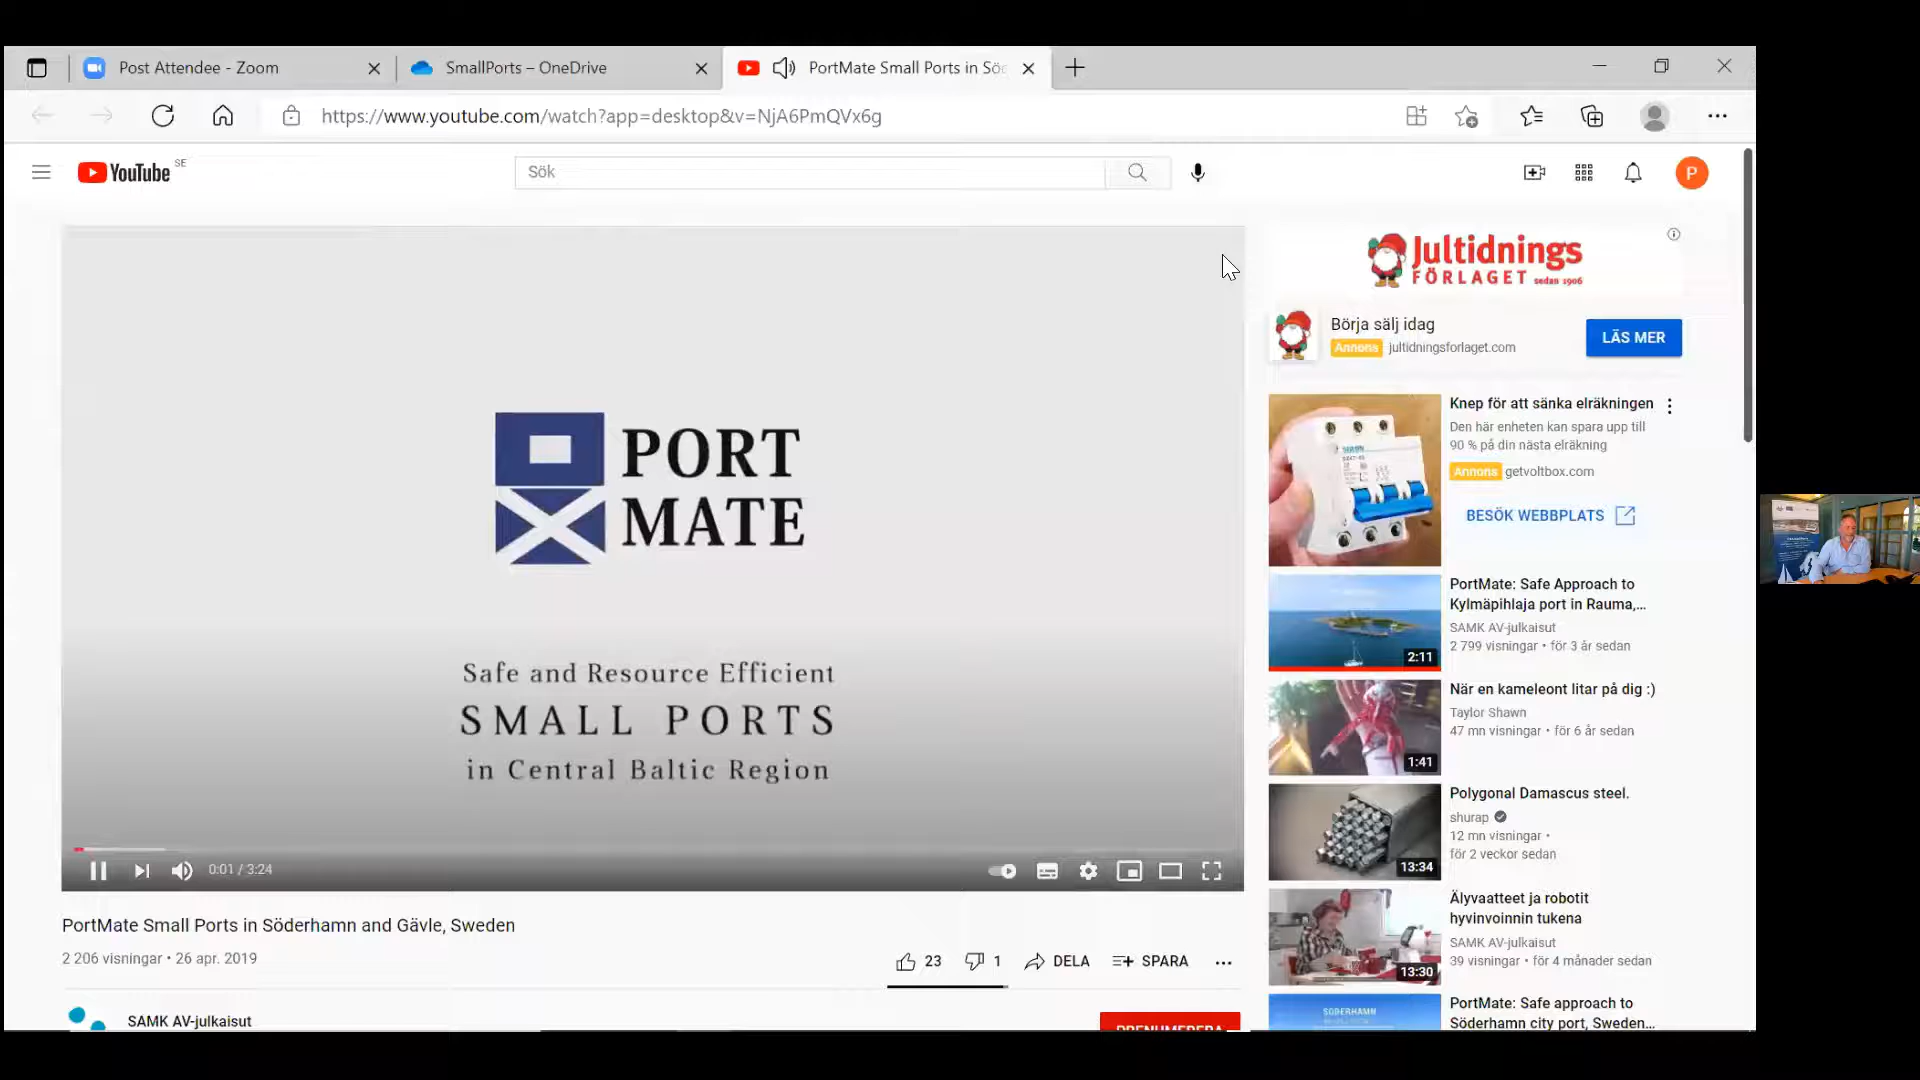 Post Attendee - Zoom
SmallPorts – OneDrive
PortMate Small Ports in Söd
https://www.youtube.com/watch?app=desktop&v=NjA6PmQVx6g
YouTube SE
Sök
P
Jultidnings
FÖRLAGET sedan 1906
Börja sälj idag
Annons jultidningsforlaget.com
LÄS MER
PORT
MATE
Safe and Resource Efficient
SMALL PORTS
in Central Baltic Region
0:01 / 3:24
PortMate Small Ports in Söderhamn and Gävle, Sweden
2 206 visningar • 26 apr. 2019
23
1
DELA
SPARA
SAMK AV-julkaisut
Knep för att sänka elräkningen
Den här enheten kan spara upp till
90 % på din nästa elräkning
Annons getvoltbox.com
BESÖK WEBBPLATS
PortMate: Safe Approach to
Kylmäpihlaja port in Rauma,...
SAMK AV-julkaisut
2 799 visningar • för 3 år sedan
2:11
När en kameleont litar på dig :)
Taylor Shawn
47 mn visningar • för 6 år sedan
1:41
Polygonal Damascus steel.
shurap
12 mn visningar •
för 2 veckor sedan
13:34
Älyvaatteet ja robotit
hyvinvoinnin tukena
SAMK AV-julkaisut
39 visningar • för 4 månader sedan
13:30
PortMate: Safe approach to
Söderhamn city port, Sweden...
SÖDERHAMN